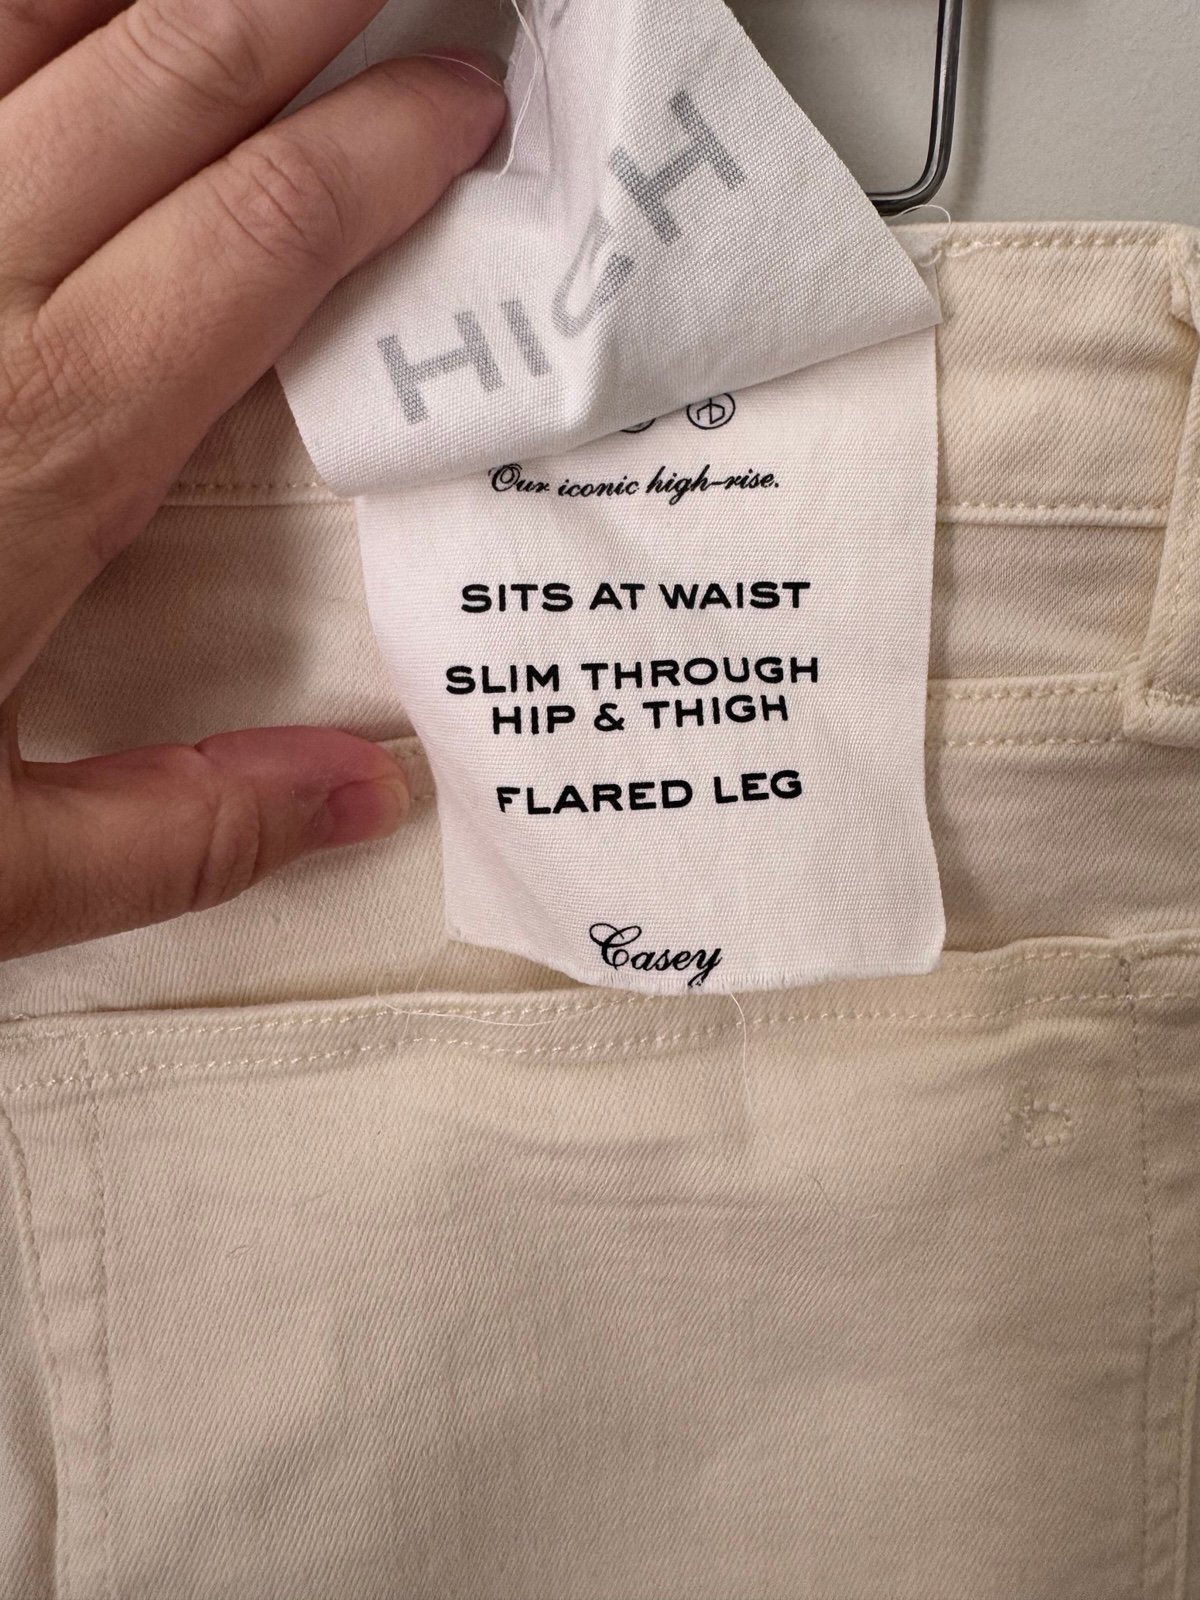 HIGH
Our iconic high-rise.
SITS AT WAIST
SLIM THROUGH
HIP & THIGH
FLARED LEG
Casey